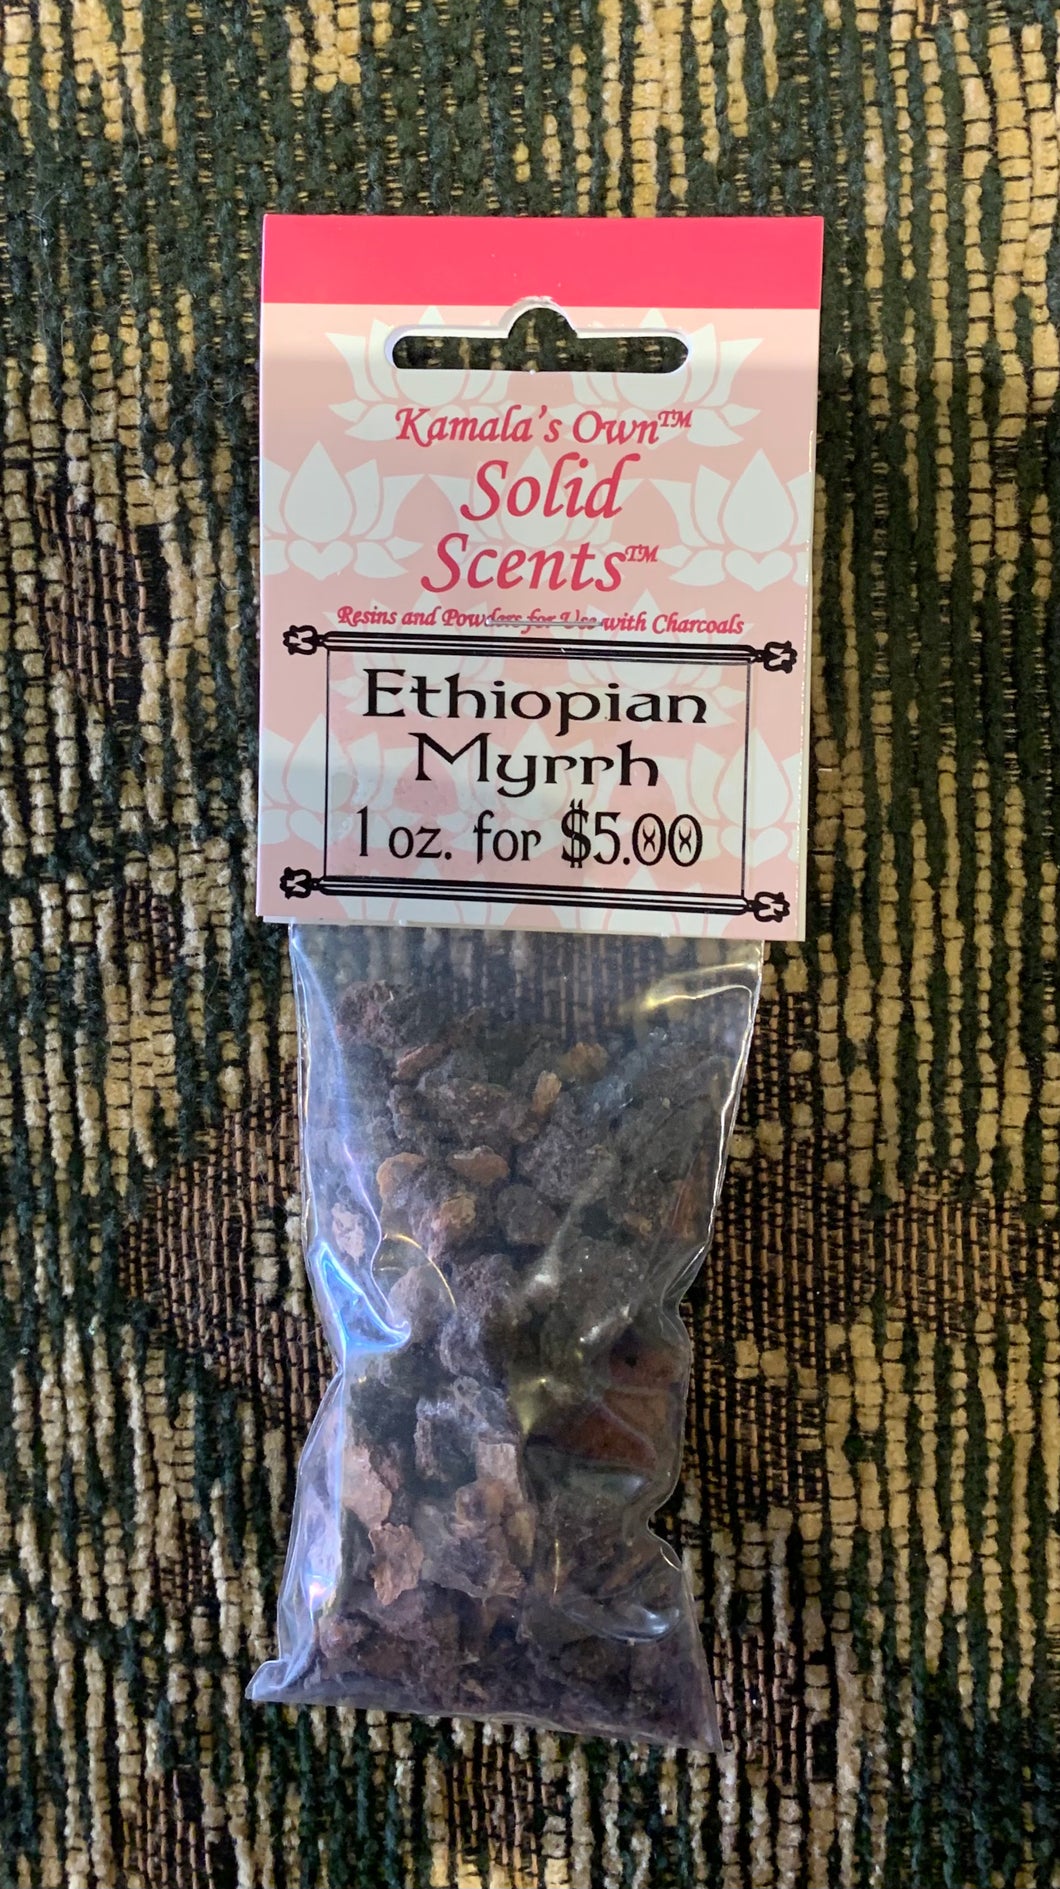 Kamala's Own™
Solid
Scents™
Resins and Powders for Use with Charcoals
Ethiopian
Myrrh
1 oz. for $5.00